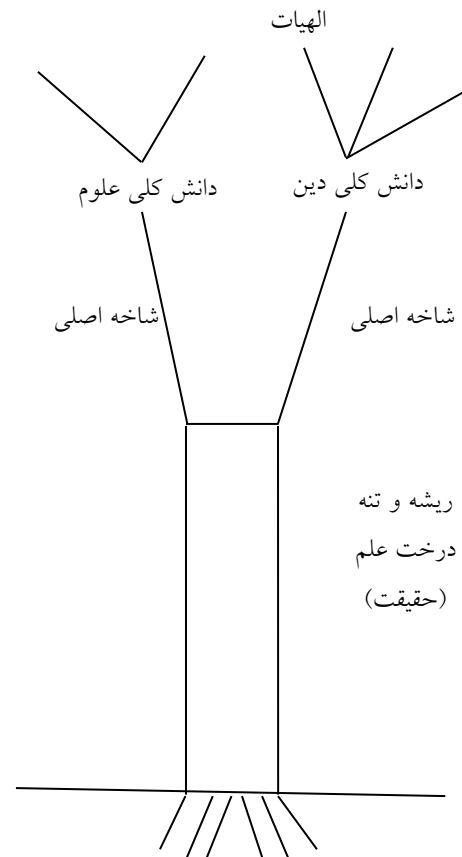 الهیات
دانش کلی دین
دانش کلی علوم
شاخه اصلی
شاخه اصلی
ریشه و تنه
درخت علم
(حقیقت)